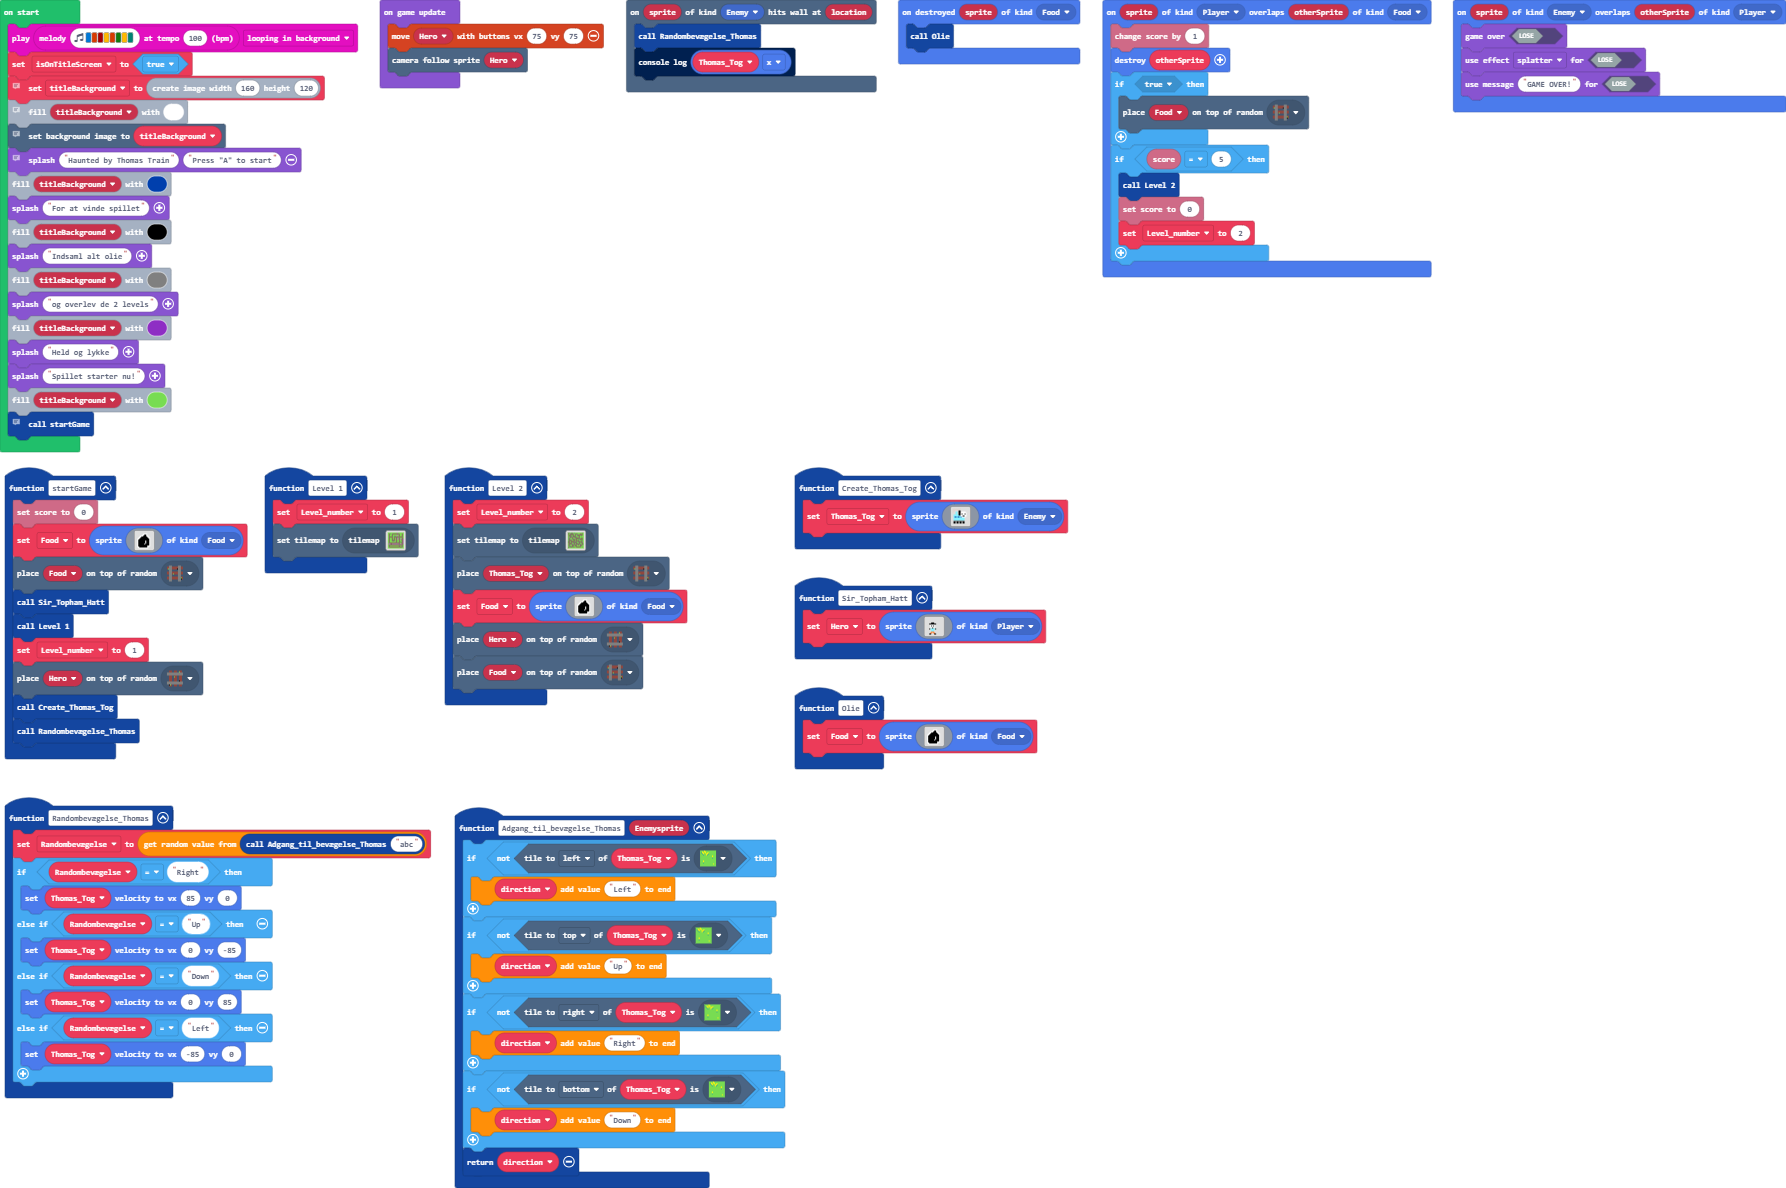 on start
play melody at tempo 100 (bpm) looping in background
set isOnTitleScreen to true
set titleBackground to create image width 160 height 120
fill titleBackground with
set background image to titleBackground
splash "Haunted by Thomas Train" "Press "A" to start"
fill titleBackground with
splash "For at vinde spillet"
fill titleBackground with
splash "Indsaml alt olie"
fill titleBackground with
splash "og overlev de 2 levels"
fill titleBackground with
splash "Held og lykke"
splash "Spillet starter nu!"
fill titleBackground with
call startGame
on game update
move Hero with buttons vx 75 vy 75
camera follow sprite Hero
on sprite of kind Enemy hits wall at location
call Randombevægelse_Thomas
console log Thomas_Tog x
on destroyed sprite of kind Food
call Olie
on sprite of kind Player overlaps otherSprite of kind Food
change score by 1
destroy otherSprite
if true then
place Food on top of random
if score = 5 then
call Level 2
set score to 0
set Level_number to 2
on sprite of kind Enemy overlaps otherSprite of kind Player
game over LOSE
use effect splatter for LOSE
use message "GAME OVER!" for LOSE
function startGame
set score to 0
set Food to sprite of kind Food
place Food on top of random
call Sir_Topham_Hatt
call Level 1
set Level_number to 1
place Hero on top of random
call Create_Thomas_Tog
call Randombevægelse_Thomas
function Level 1
set Level_number to 1
set tilemap to tilemap
function Level 2
set Level_number to 2
set tilemap to tilemap
place Thomas_Tog on top of random
set Food to sprite of kind Food
place Hero on top of random
place Food on top of random
function Create_Thomas_Tog
set Thomas_Tog to sprite of kind Enemy
function Sir_Topham_Hatt
set Hero to sprite of kind Player
function Olie
set Food to sprite of kind Food
function Randombevægelse_Thomas
set Randombevægelse to get random value from call Adgang_til_bevægelse_Thomas "abc"
if Randombevægelse = "Right" then
set Thomas_Tog velocity to vx 85 vy 0
else if Randombevægelse = "Up" then
set Thomas_Tog velocity to vx 0 vy -85
else if Randombevægelse = "Down" then
set Thomas_Tog velocity to vx 0 vy 85
else if Randombevægelse = "Left" then
set Thomas_Tog velocity to vx -85 vy 0
function Adgang_til_bevægelse_Thomas Enemysprite
if not tile to left of Thomas_Tog is then
direction add value "Left" to end
if not tile to top of Thomas_Tog is then
direction add value "Up" to end
if not tile to right of Thomas_Tog is then
direction add value "Right" to end
if not tile to bottom of Thomas_Tog is then
direction add value "Down" to end
return direction